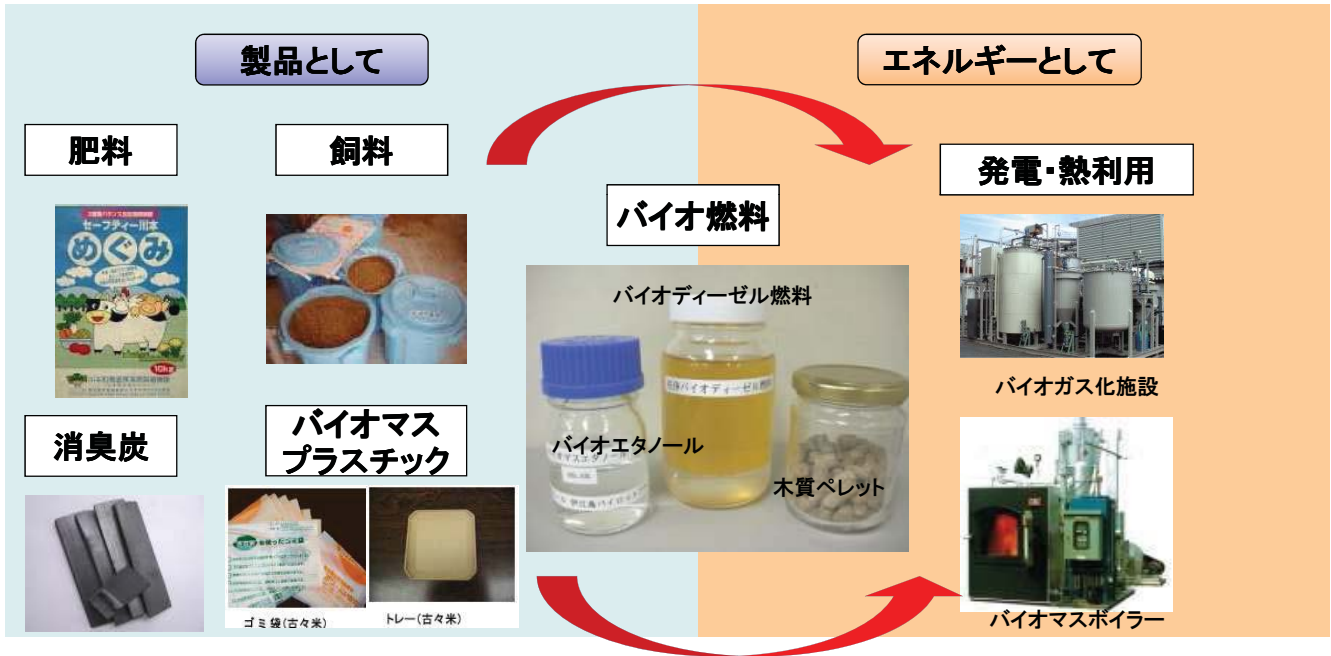 製品として
エネルギーとして
肥料
飼料
セーフティー川本
めぐみ
10kg
消臭炭
バイオマス
プラスチック
ゴミ袋(古々米)
トレー(古々米)
バイオ燃料
バイオディーゼル燃料
バイオエタノール
木質ペレット
発電・熱利用
バイオガス化施設
バイオマスボイラー